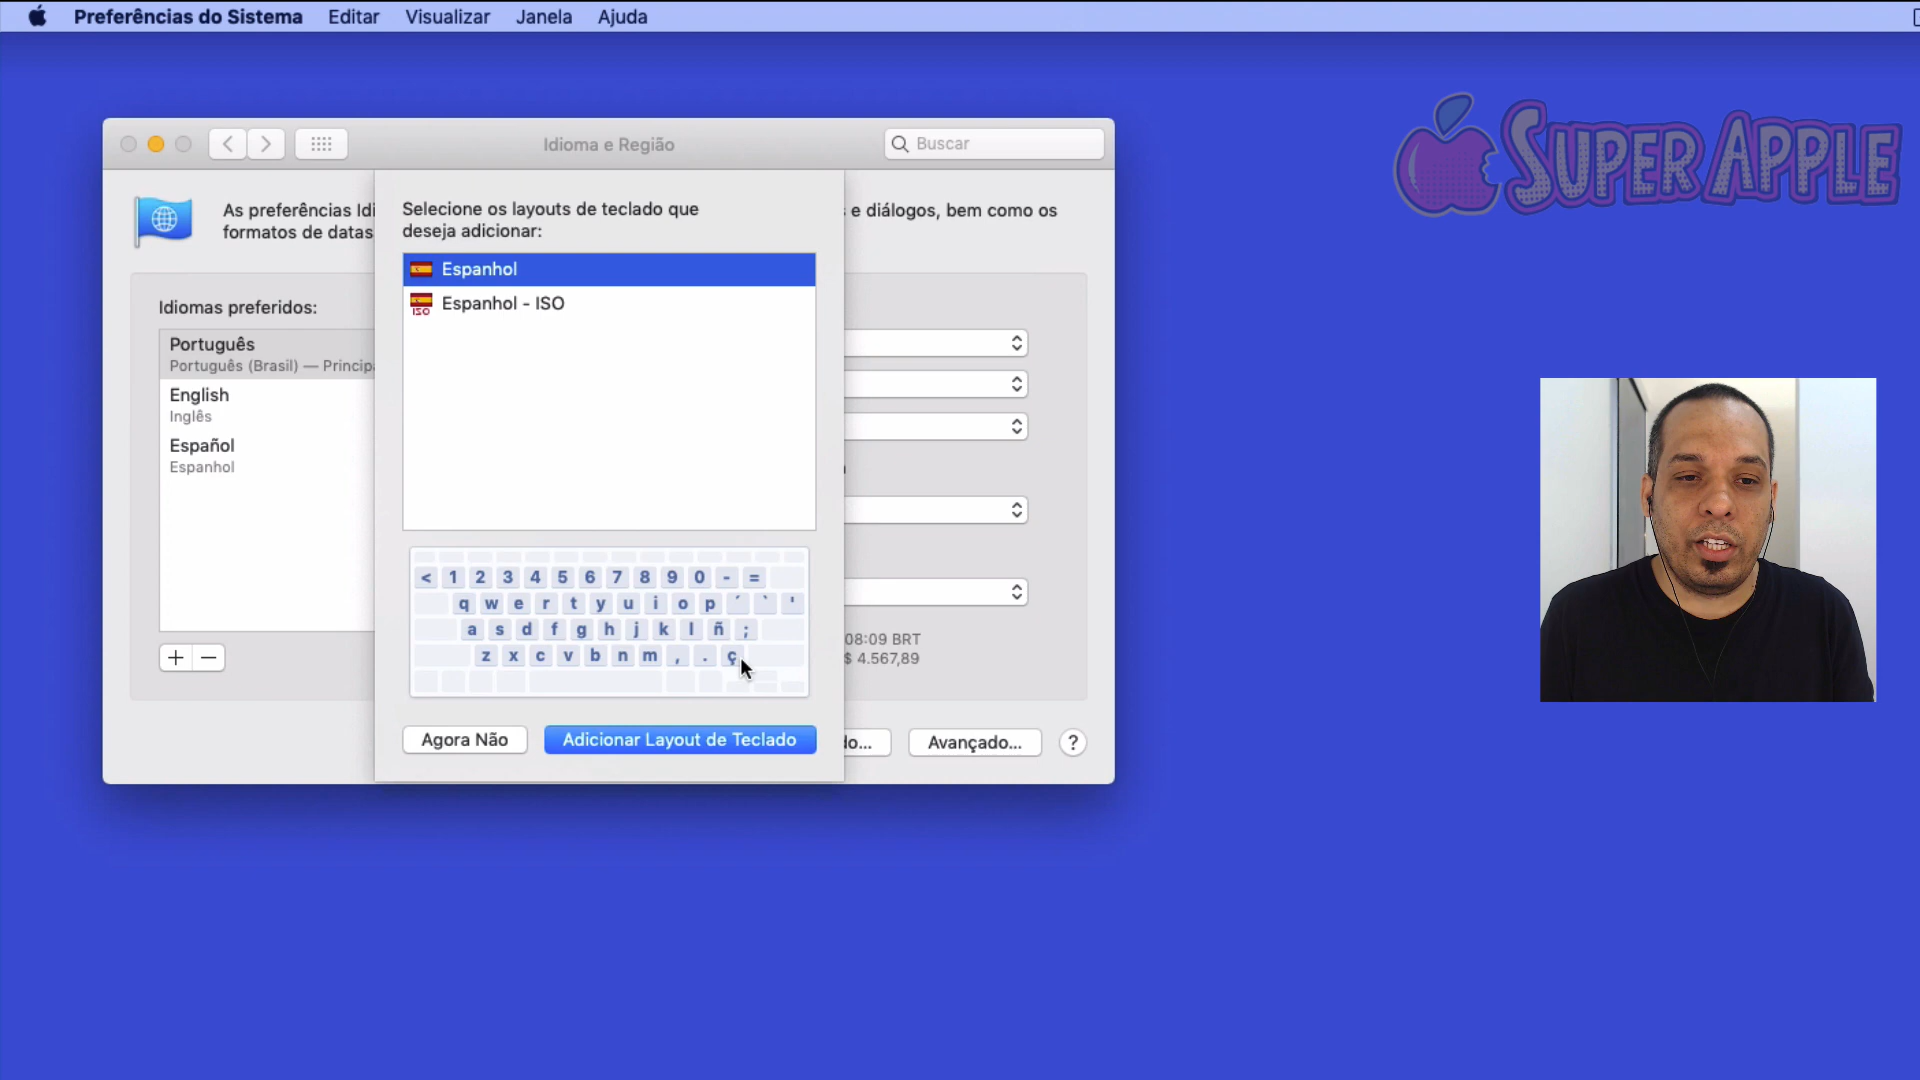 Preferências do Sistema Editar Visualizar Janela Ajuda
SUPER APPLE
Idioma e Região
Buscar
As preferências Idi
formatos de datas
e diálogos, bem como os
Selecione os layouts de teclado que
deseja adicionar:
Espanhol
ISO Espanhol - ISO
Idiomas preferidos:
Português
Português (Brasil) — Principa
English
Inglês
Español
Espanhol
< 1 2 3 4 5 6 7 8 9 0 - =
q w e r t y u i o p ´ ` '
a s d f g h j k l ñ ;
z x c v b n m , . ç
+ −
08:09 BRT
$ 4.567,89
Agora Não Adicionar Layout de Teclado
do... Avançado... ?